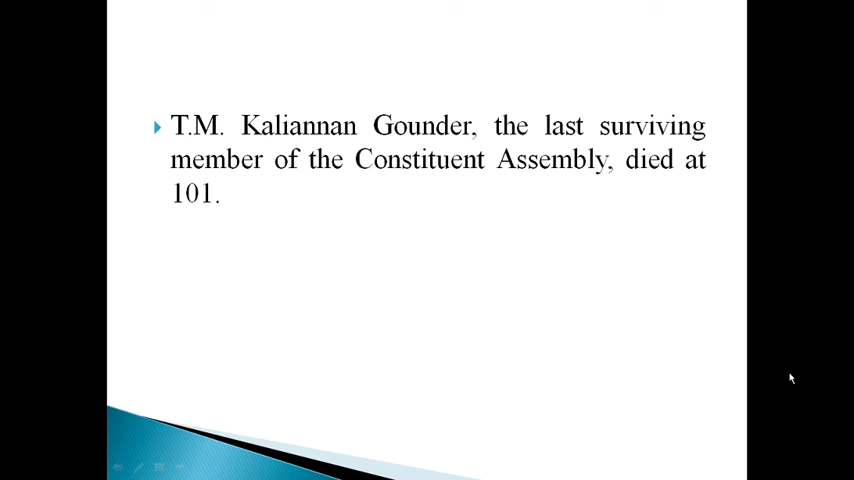 T.M. Kaliannan Gounder, the last surviving
member of the Constituent Assembly, died at
101.